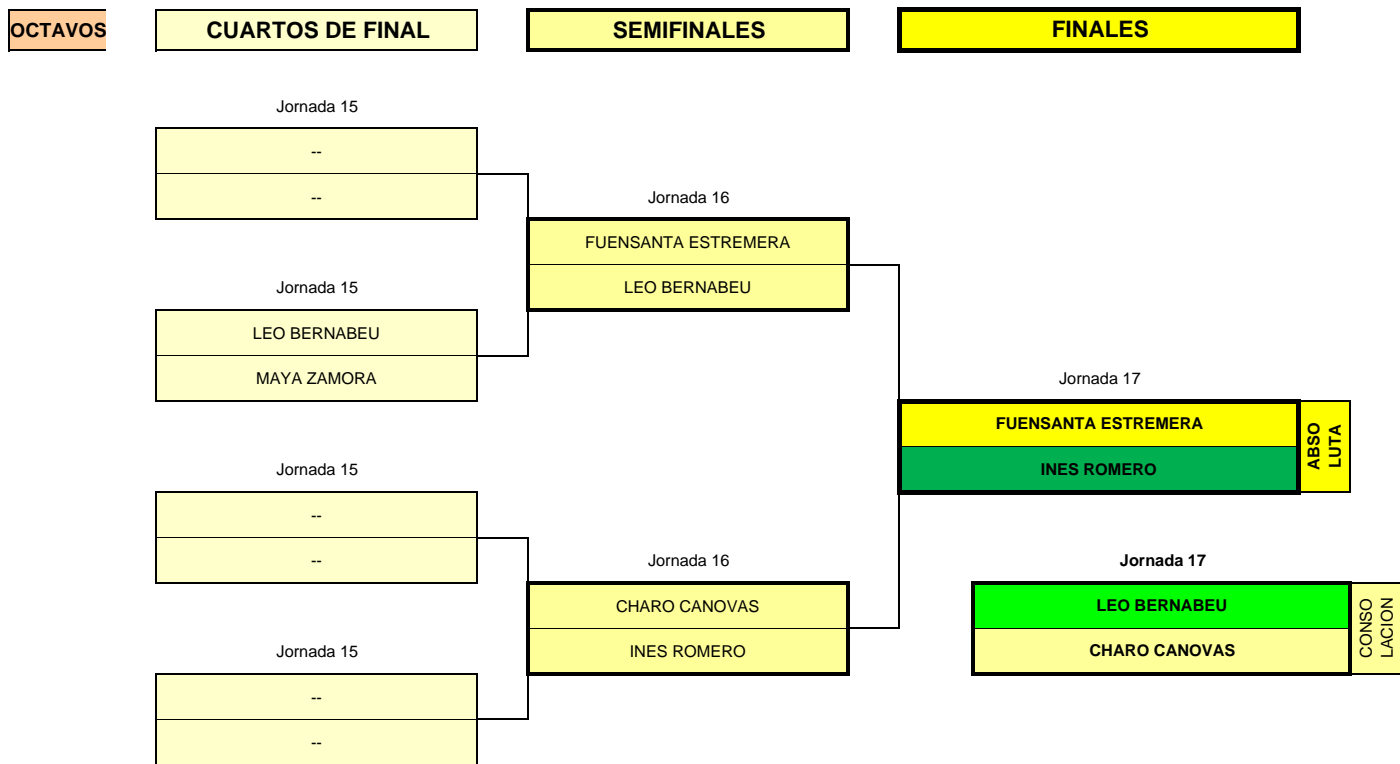 OCTAVOS
CUARTOS DE FINAL
SEMIFINALES
FINALES
Jornada 15
--
--
Jornada 16
FUENSANTA ESTREMERA
LEO BERNABEU
Jornada 15
LEO BERNABEU
MAYA ZAMORA
Jornada 17
FUENSANTA ESTREMERA
INES ROMERO
ABSO
LUTA
Jornada 15
--
--
Jornada 16
CHARO CANOVAS
INES ROMERO
Jornada 17
LEO BERNABEU
CHARO CANOVAS
CONSO
LACION
Jornada 15
--
--